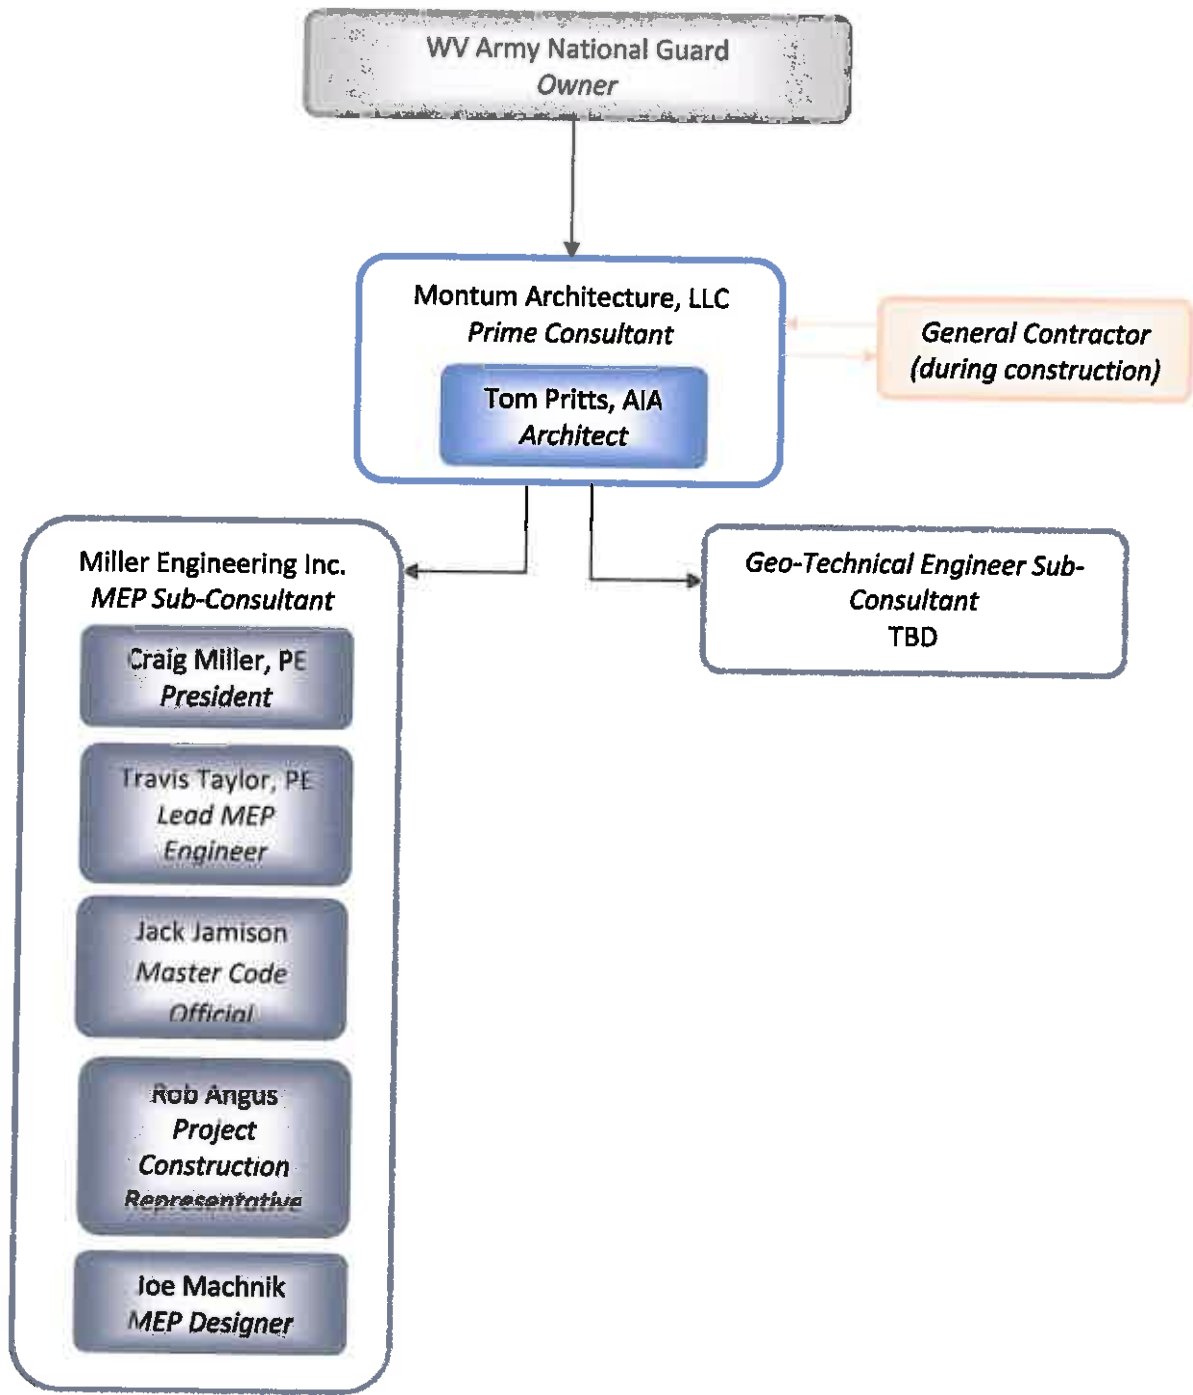 WV Army National Guard
Owner
Montum Architecture, LLC
Prime Consultant
Tom Pritts, AIA
Architect
General Contractor
(during construction)
Miller Engineering Inc.
MEP Sub-Consultant
Craig Miller, PE
President
Travis Taylor, PE
Lead MEP
Engineer
Jack Jamison
Master Code
Official
Rob Angus
Project
Construction
Representative
Joe Machnik
MEP Designer
Geo-Technical Engineer Sub-
Consultant
TBD